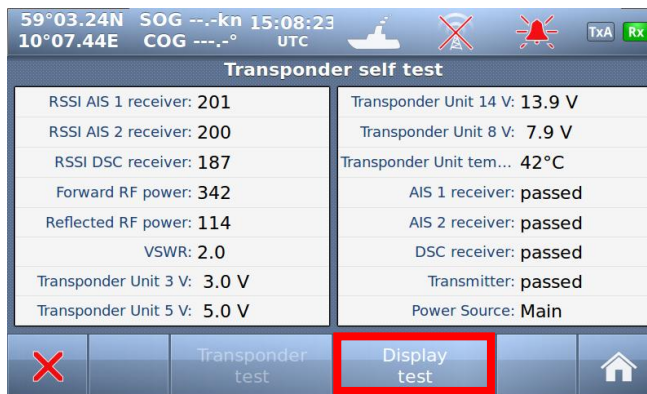 59°03.24N SOG --.-kn 15:08:23
10°07.44E COG ---.-° UTC
TxA Rx
Transponder self test
RSSI AIS 1 receiver: 201
RSSI AIS 2 receiver: 200
RSSI DSC receiver: 187
Forward RF power: 342
Reflected RF power: 114
VSWR: 2.0
Transponder Unit 3 V: 3.0 V
Transponder Unit 5 V: 5.0 V
Transponder Unit 14 V: 13.9 V
Transponder Unit 8 V: 7.9 V
Transponder Unit tem... 42°C
AIS 1 receiver: passed
AIS 2 receiver: passed
DSC receiver: passed
Transmitter: passed
Power Source: Main
Transponder
test
Display
test